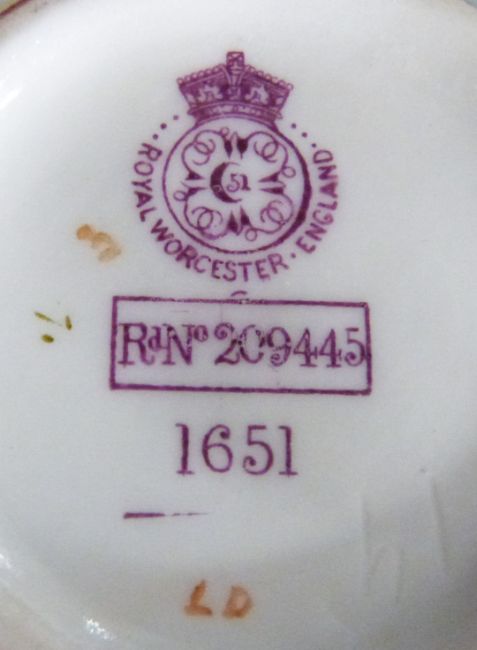 51
ROYAL WORCESTER · ENGLAND
RdNo 209445
1651
LD